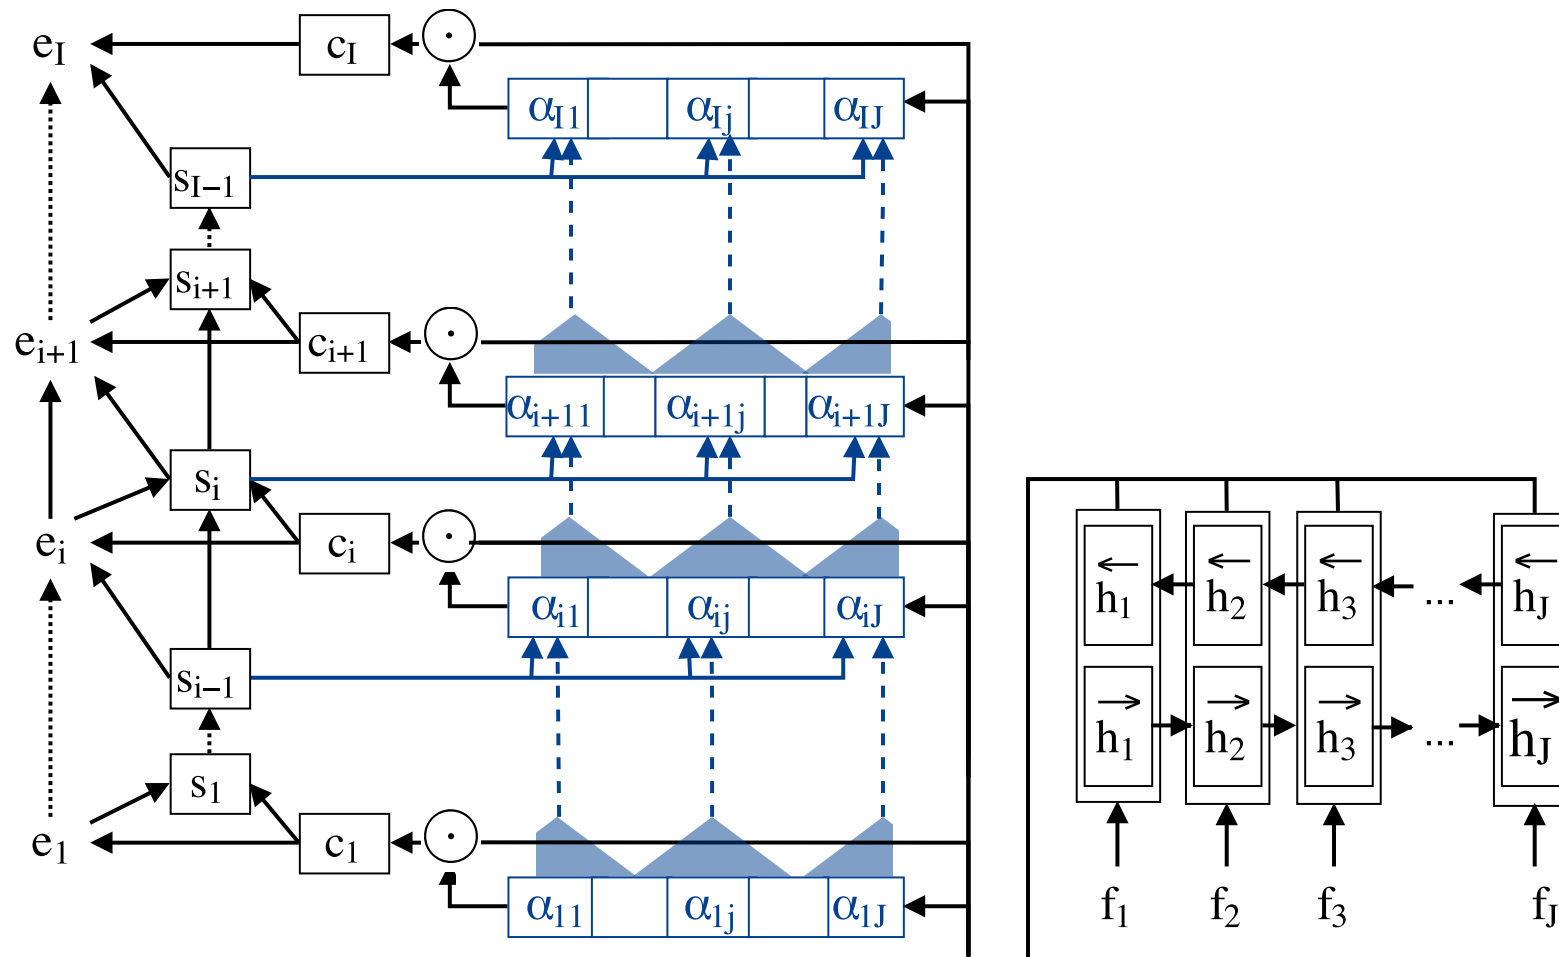 e_I c_I
α_I1 α_Ij α_IJ
s_I−1
s_i+1
e_i+1 c_i+1
α_i+11 α_i+1j α_i+1J
s_i
e_i c_i
α_i1 α_ij α_iJ
s_i−1
s_1
e_1 c_1
α_11 α_1j α_1J
←h_1 ←h_2 ←h_3 ... ←h_J
→h_1 →h_2 →h_3 ... →h_J
f_1 f_2 f_3 f_J